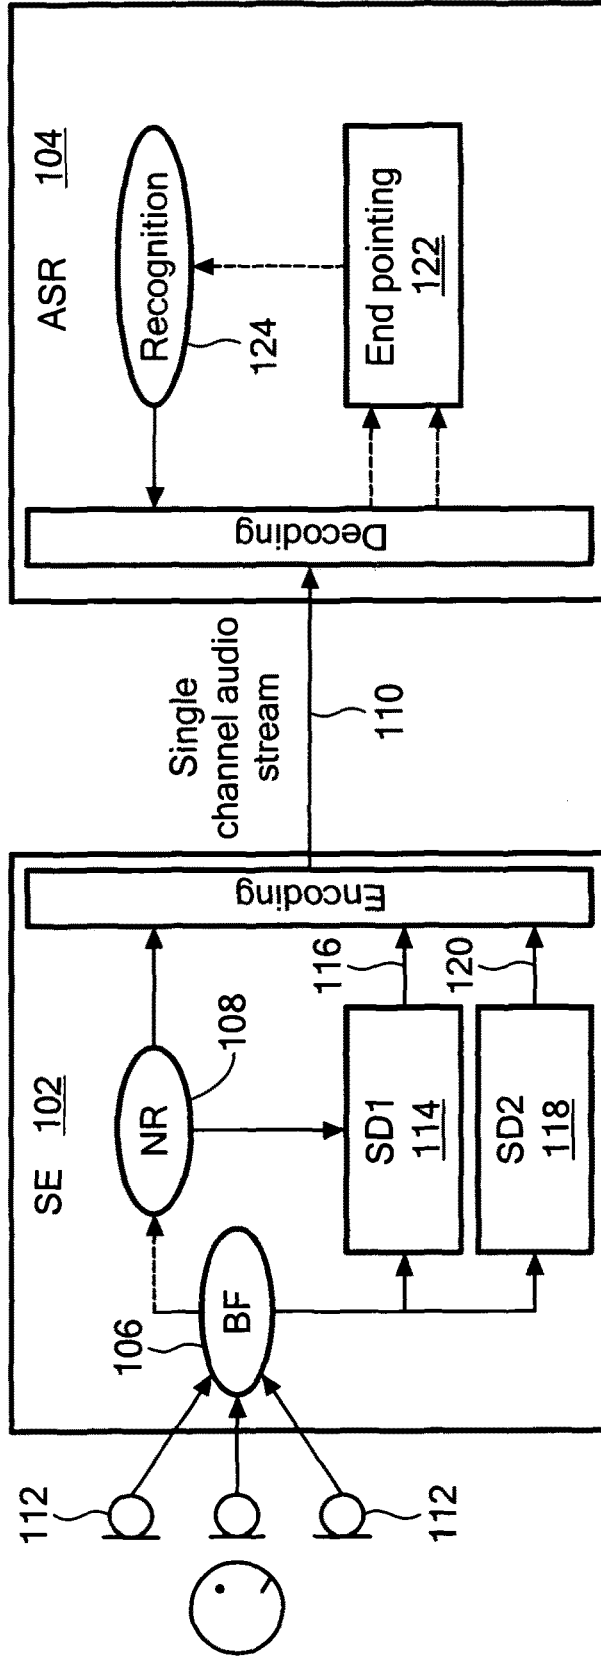 SE 102
ASR 104
112
106
BF
112
NR
108
SD1
114
116
SD2
118
120
Encoding
Single
channel audio
stream
110
Decoding
Recognition
124
End pointing
122